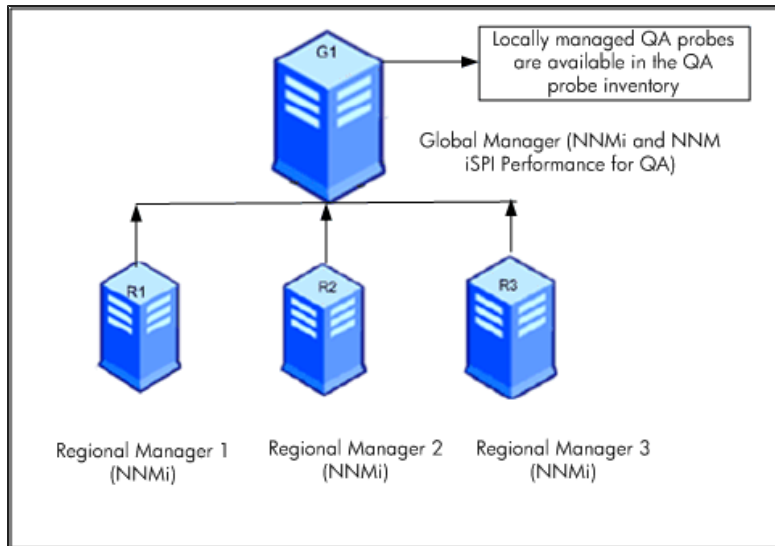 G1
Locally managed QA probes
are available in the QA
probe inventory
Global Manager (NNMi and NNM
iSPI Performance for QA)
R1
R2
R3
Regional Manager 1
(NNMi)
Regional Manager 2
(NNMi)
Regional Manager 3
(NNMi)